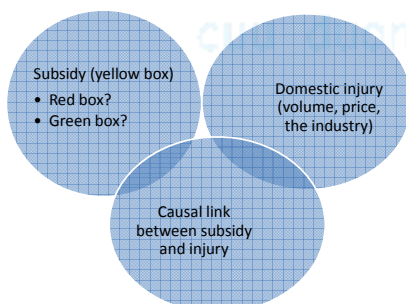 Subsidy (yellow box)
• Red box?
• Green box?
Domestic injury
(volume, price,
the industry)
Causal link
between subsidy
and injury